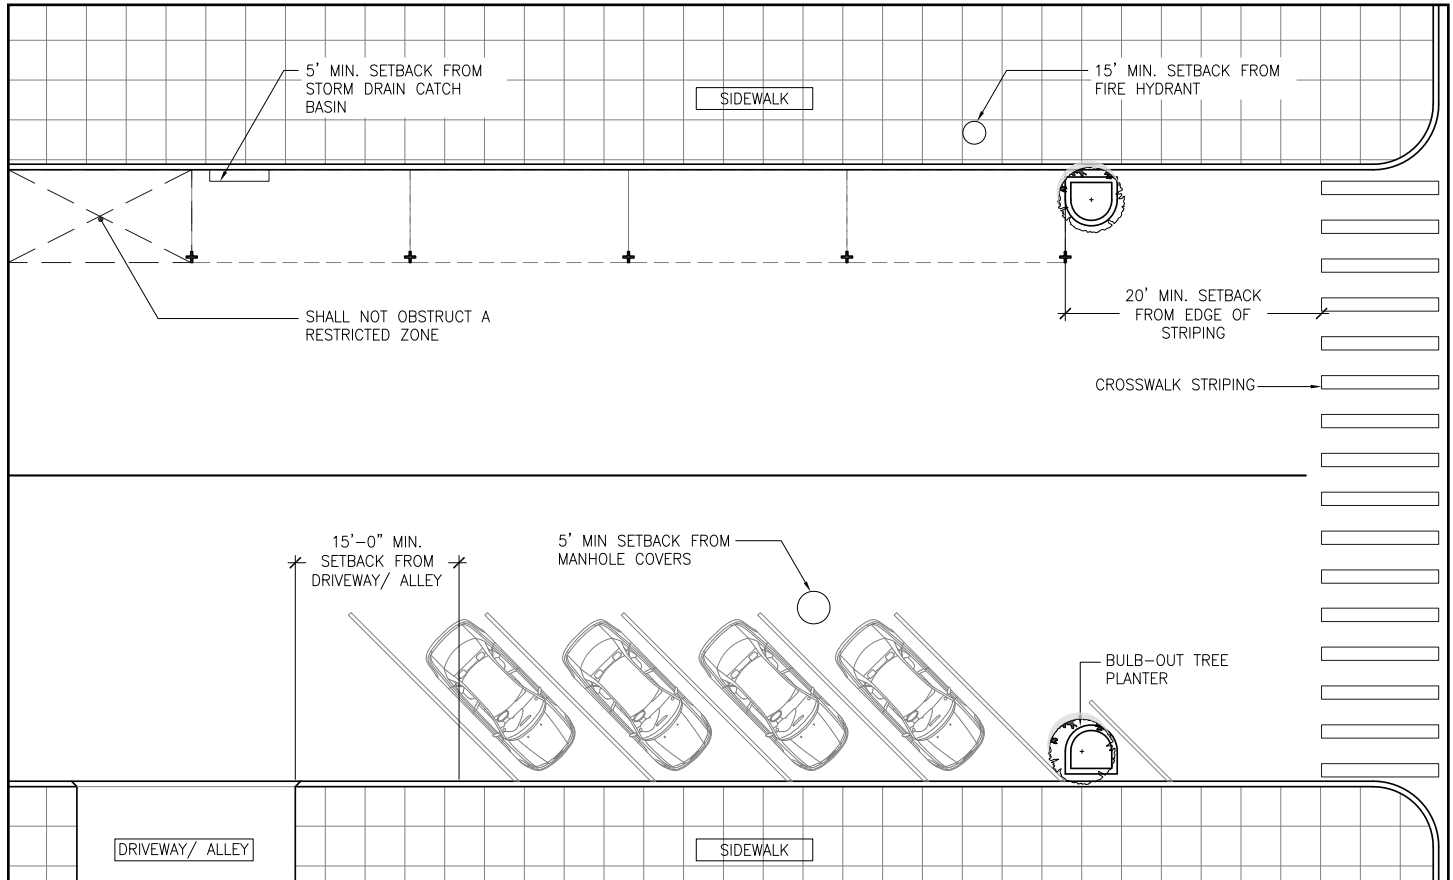 5' MIN. SETBACK FROM
STORM DRAIN CATCH
BASIN
SIDEWALK
15' MIN. SETBACK FROM
FIRE HYDRANT
SHALL NOT OBSTRUCT A
RESTRICTED ZONE
20' MIN. SETBACK
FROM EDGE OF
STRIPING
CROSSWALK STRIPING
15'-0" MIN.
SETBACK FROM
DRIVEWAY/ ALLEY
5' MIN SETBACK FROM
MANHOLE COVERS
BULB-OUT TREE
PLANTER
DRIVEWAY/ ALLEY
SIDEWALK